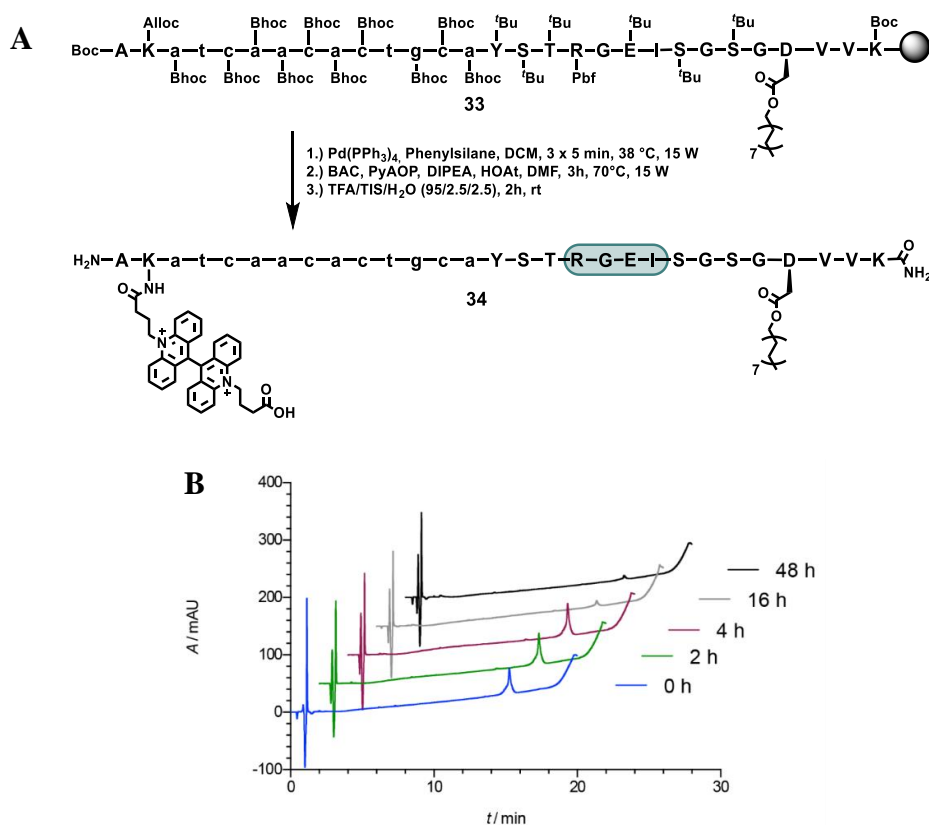 A
Alloc Bhoc Bhoc Bhoc Bhoc ᵗBu ᵗBu ᵗBu ᵗBu Boc
Boc–A–K–a–t–c–a–a–C–a–C–t–g–C–a–Y–S–T–R–G–E–I–S–G–S–G–D–V–V–K
Bhoc Bhoc Bhoc Bhoc Bhoc Bhoc ᵗBu Pbf ᵗBu
O
O
33
7
1.) Pd(PPh₃)₄, Phenylsilane, DCM, 3 x 5 min, 38 °C, 15 W
2.) BAC, PyAOP, DIPEA, HOAt, DMF, 3h, 70°C, 15 W
3.) TFA/TIS/H₂O (95/2.5/2.5), 2h, rt
H₂N–A–K–a–t–c–a–a–c–a–c–t–g–c–a–Y–S–T–R–G–E–I–S–G–S–G–D–V–V–K
O
NH₂
O NH
34
O
O
7
N+
N+
O
OH
B
400
300
200
100
0
-100
A / mAU
0 10 20 30
t / min
48 h
16 h
4 h
2 h
0 h